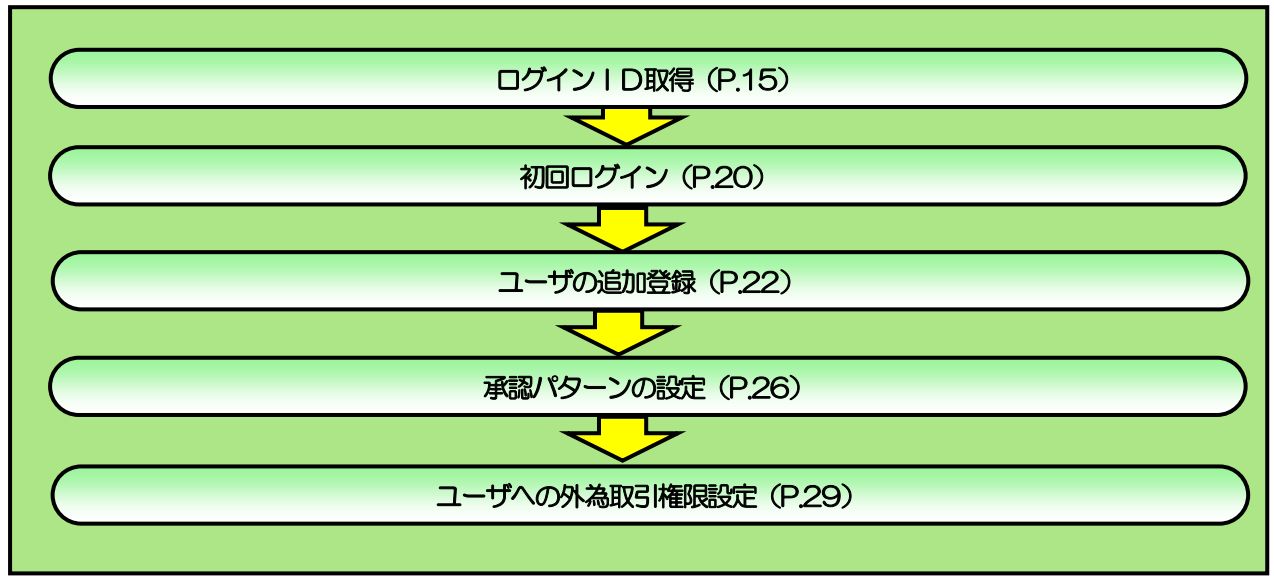 ログインＩＤ取得（P.15）
初回ログイン（P.20）
ユーザの追加登録（P.22）
承認パターンの設定（P.26）
ユーザへの外為取引権限設定（P.29）